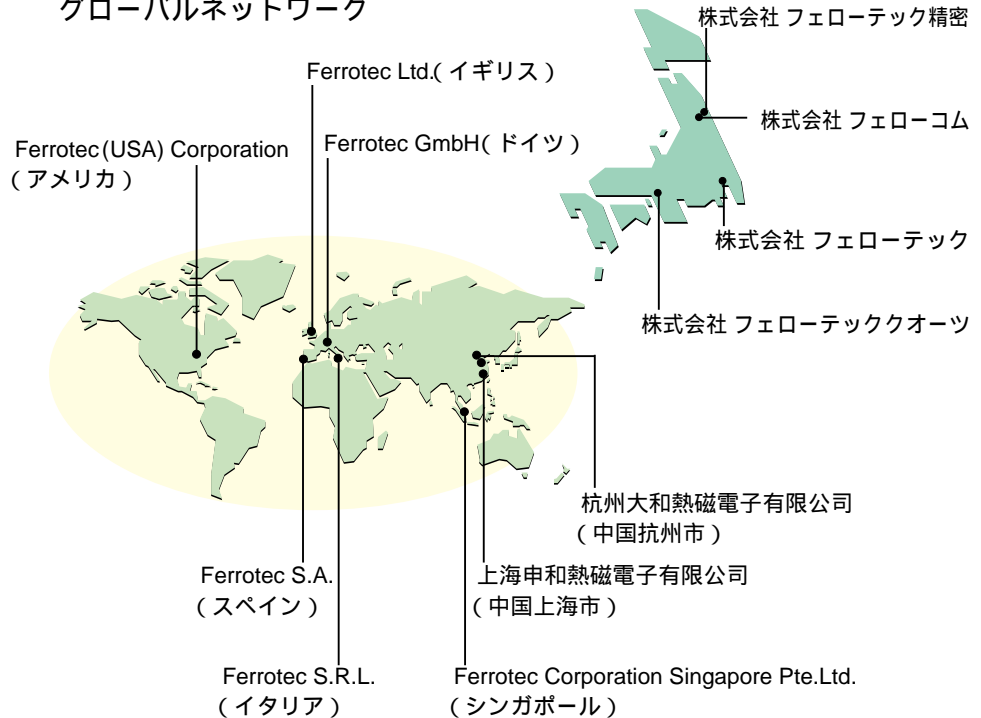 グローバルネットワーク
株式会社 フェローテック精密
Ferrotec Ltd.(イギリス)
株式会社 フェローコム
Ferrotec(USA) Corporation
(アメリカ)
Ferrotec GmbH(ドイツ)
株式会社 フェローテック
株式会社 フェローテッククオーツ
杭州大和熱磁電子有限公司
(中国抗州市)
Ferrotec S.A.
(スペイン)
上海申和熱磁電子有限公司
(中国上海市)
Ferrotec S.R.L.
(イタリア)
Ferrotec Corporation Singapore Pte.Ltd.
(シンガポール)